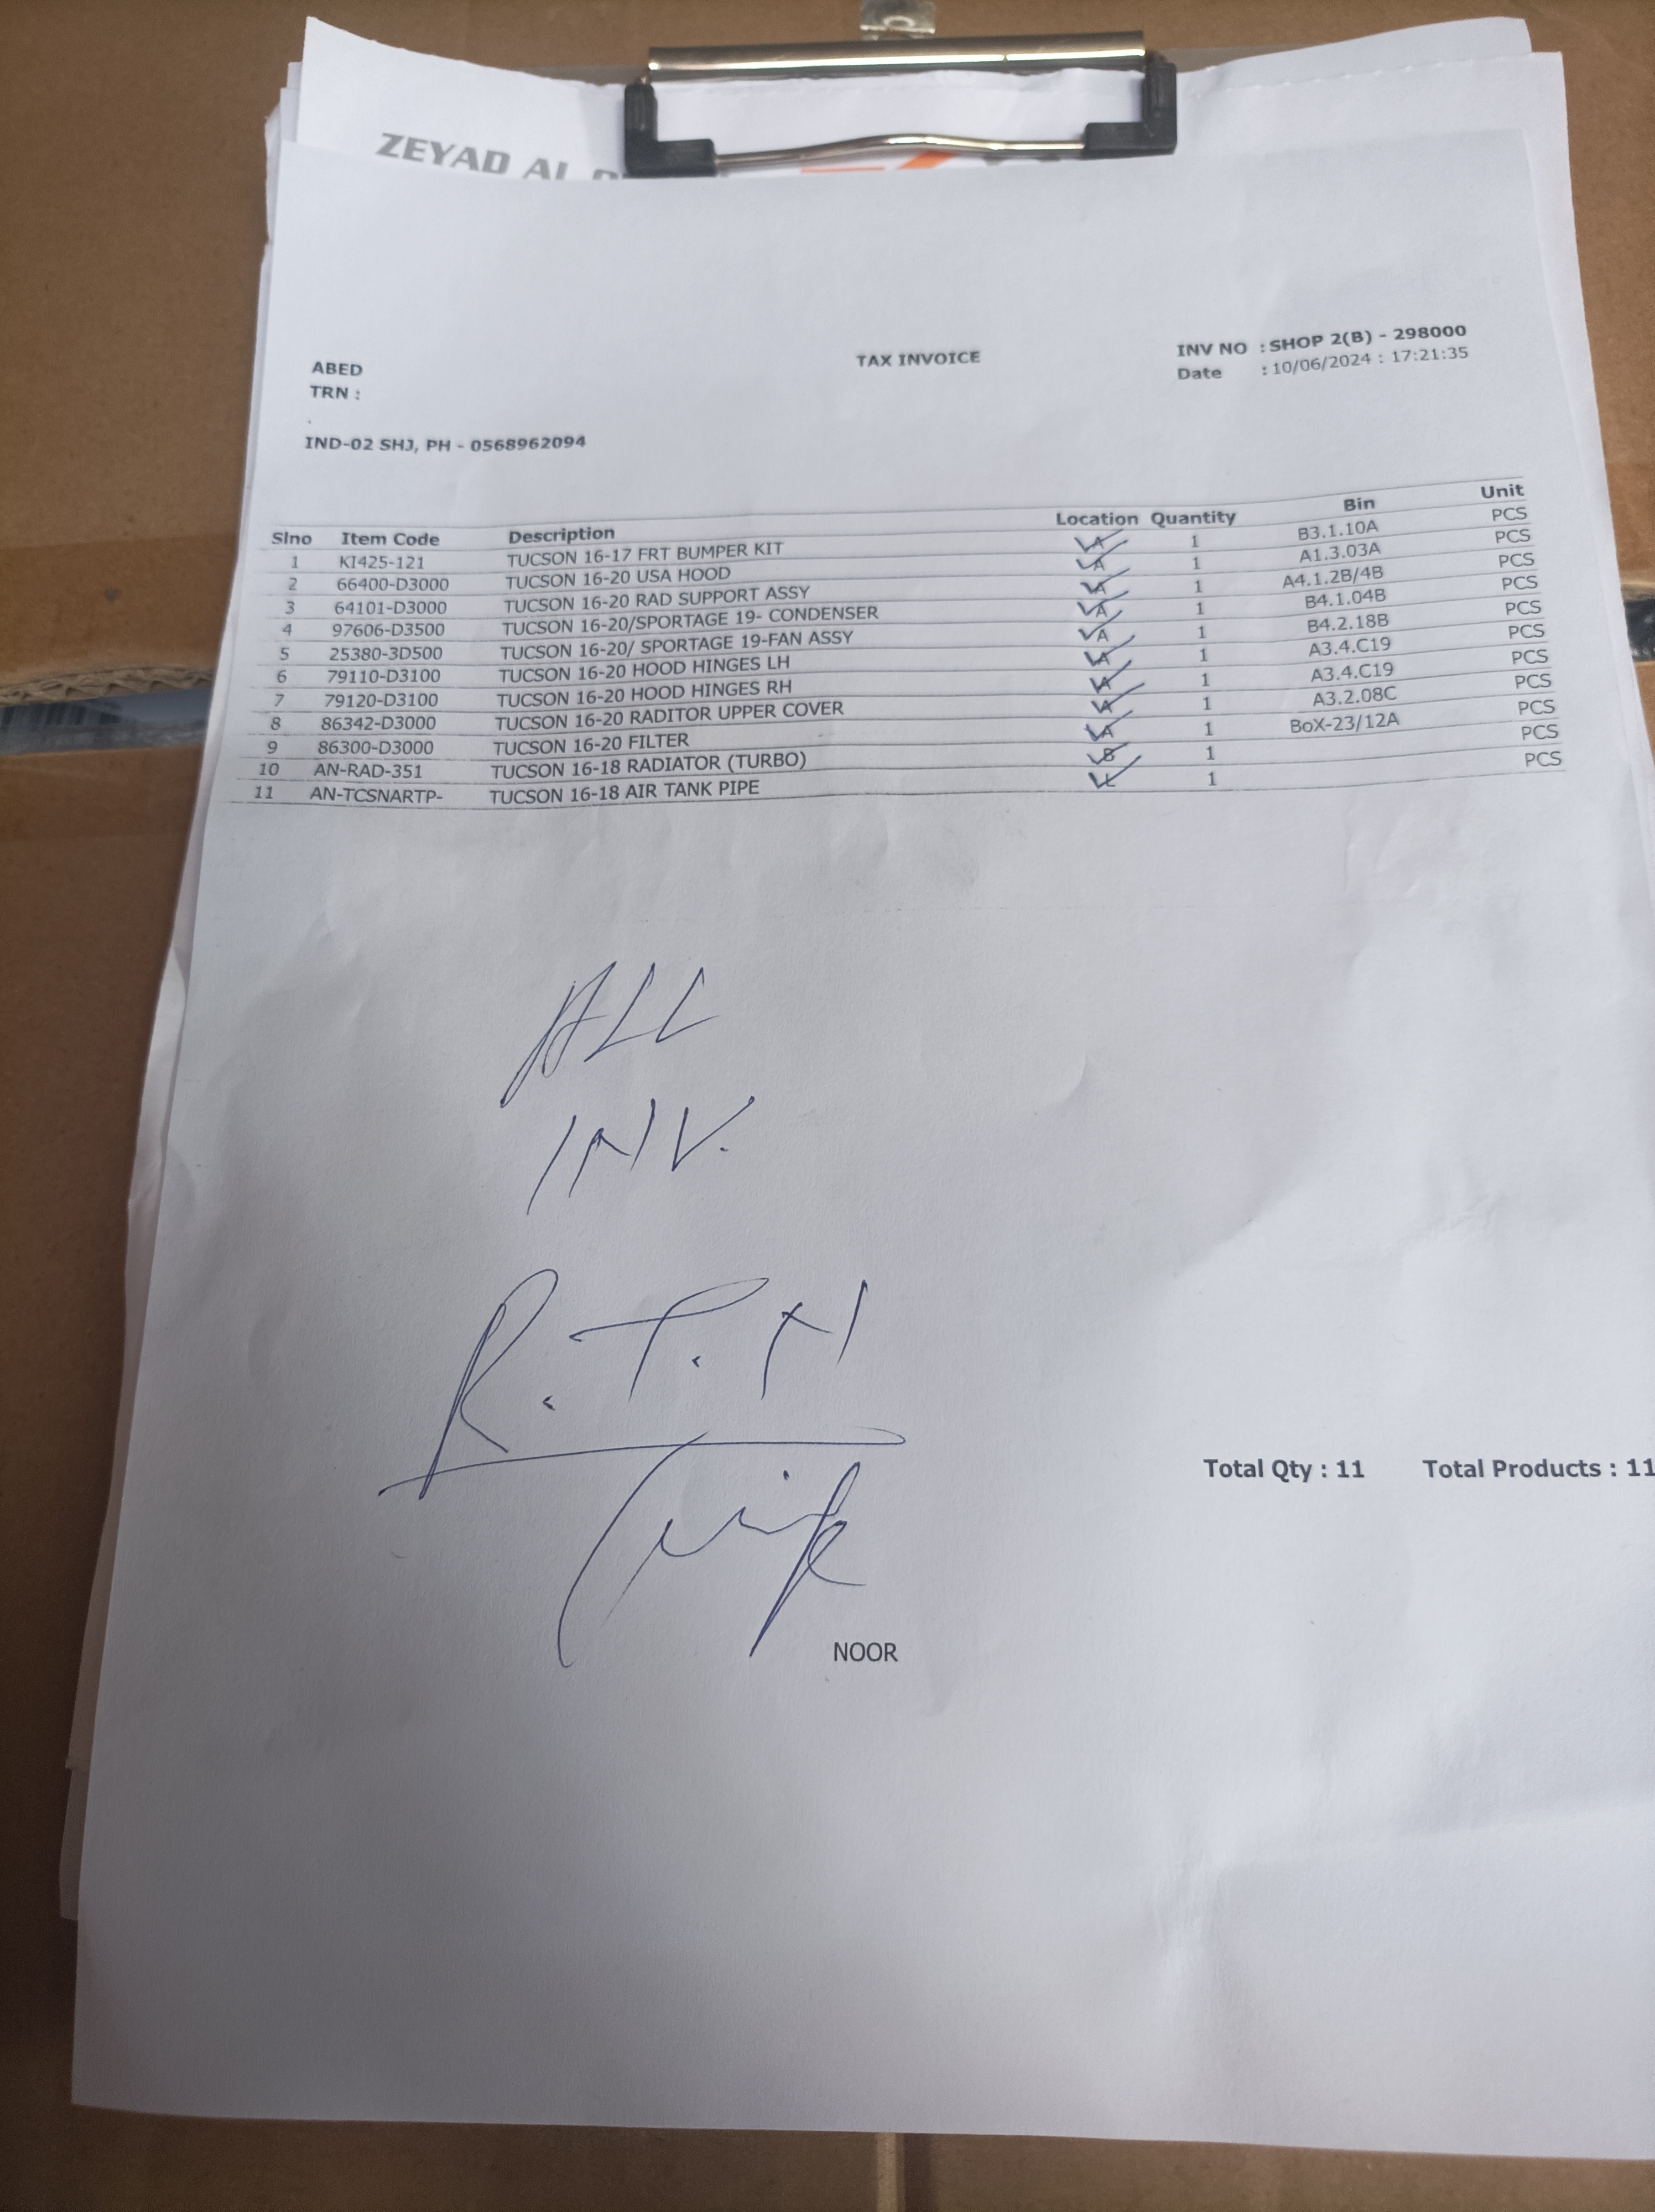 ZEYAD AL
ABED
TAX INVOICE
INV NO : SHOP 2(B) - 298000
TRN :
Date : 10/06/2024 : 17:21:35
.
IND-02 SHJ, PH - 0568962094
Slno Item Code Description Location Quantity Bin Unit
1 KI425-121 TUCSON 16-17 FRT BUMPER KIT A 1 B3.1.10A PCS
2 66400-D3000 TUCSON 16-20 USA HOOD A 1 A1.3.03A PCS
3 64101-D3000 TUCSON 16-20 RAD SUPPORT ASSY A 1 A4.1.2B/4B PCS
4 97606-D3500 TUCSON 16-20/SPORTAGE 19- CONDENSER A 1 B4.1.04B PCS
5 25380-3D500 TUCSON 16-20/ SPORTAGE 19-FAN ASSY A 1 B4.2.18B PCS
6 79110-D3100 TUCSON 16-20 HOOD HINGES LH A 1 A3.4.C19 PCS
7 79120-D3100 TUCSON 16-20 HOOD HINGES RH A 1 A3.4.C19 PCS
8 86342-D3000 TUCSON 16-20 RADITOR UPPER COVER A 1 A3.2.08C PCS
9 86300-D3000 TUCSON 16-20 FILTER A 1 BoX-23/12A PCS
10 AN-RAD-351 TUCSON 16-18 RADIATOR (TURBO) B 1 PCS
11 AN-TCSNARTP- TUCSON 16-18 AIR TANK PIPE 1 PCS
ALL
INV.
R.T.N
Total Qty : 11 Total Products : 11
NOOR